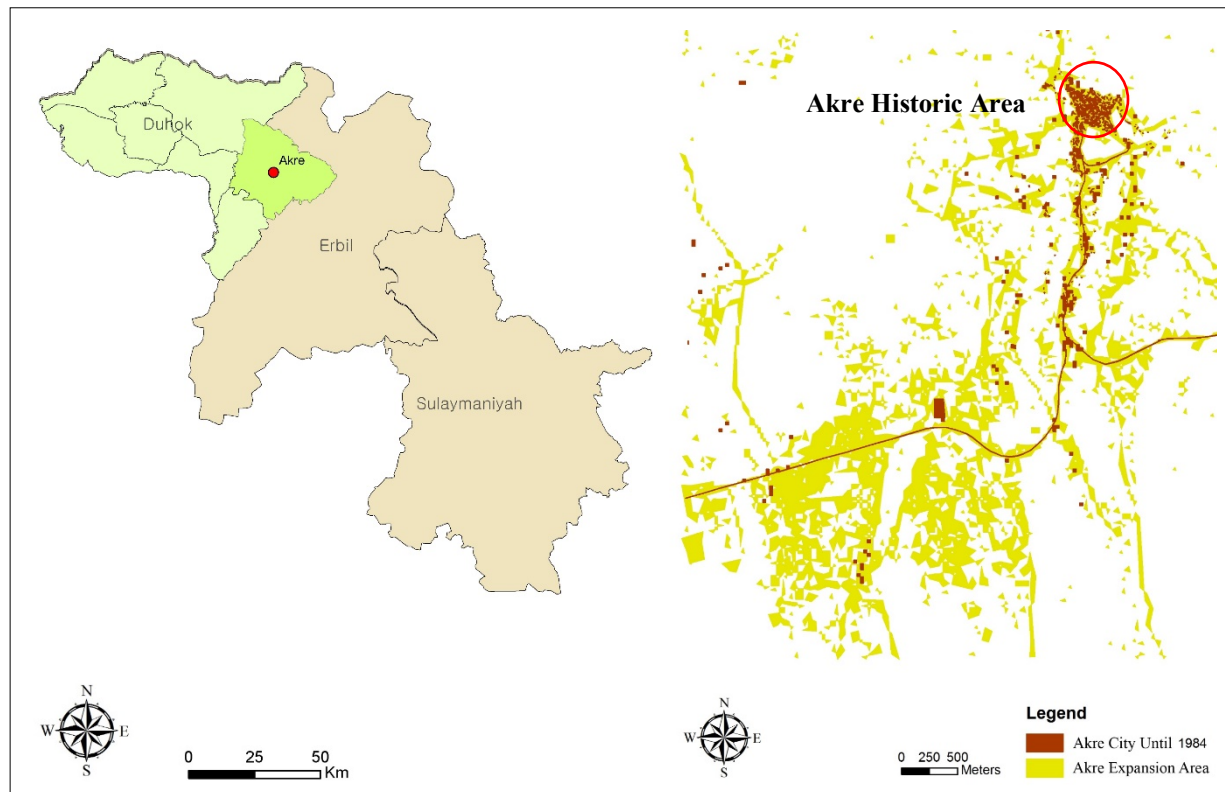 Duhok
Akre
Erbil
Sulaymaniyah
N
W E
S
0 25 50
Km
Akre Historic Area
N
W E
S
0 250 500
Meters
Legend
Akre City Until 1984
Akre Expansion Area